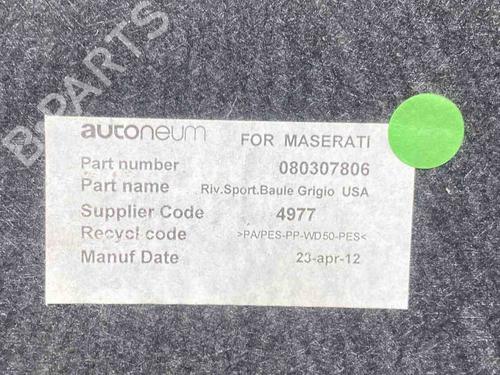 B-PARTS
autoneum FOR MASERATI
Part number 080307806
Part name Riv.Sport.Baule Grigio USA
Supplier Code 4977
Recycl code >PA/PES-PP-WD50-PES<
Manuf Date 23-apr-12